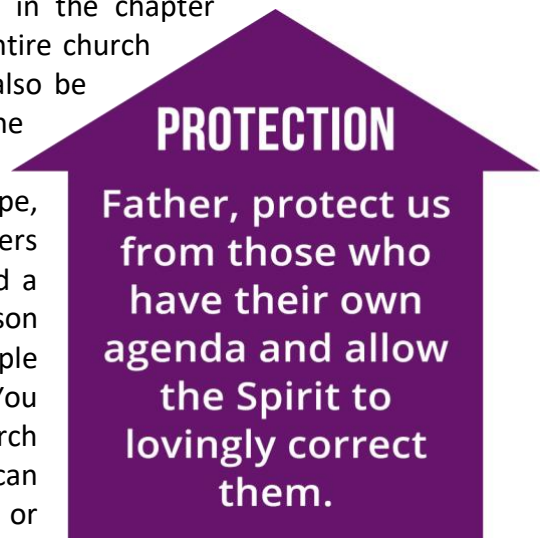 in the chapter
ntire church
also be
ne
pe,
ers
d a
son
ple
You
rch
can
or
PROTECTION
Father, protect us
from those who
have their own
agenda and allow
the Spirit to
lovingly correct
them.